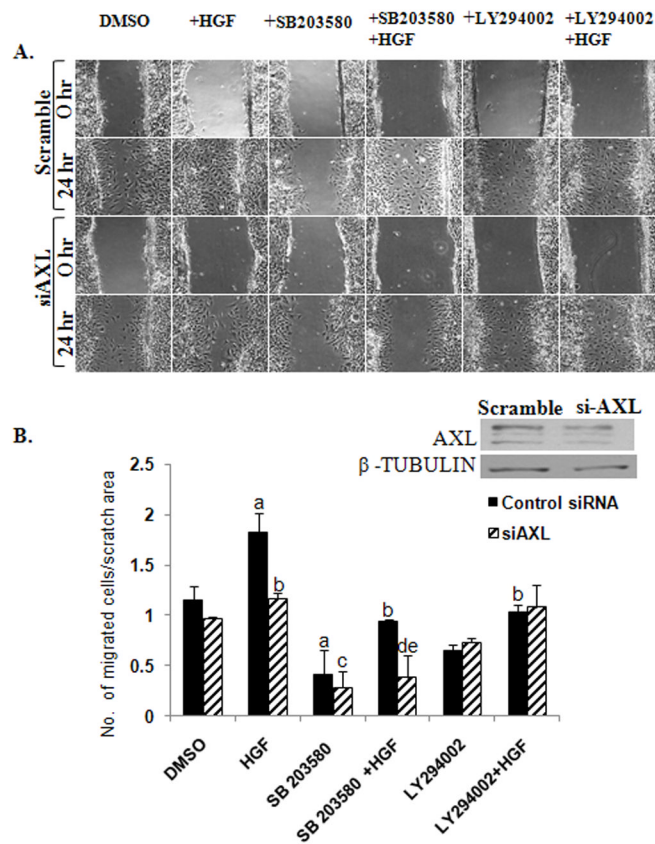 DMSO +HGF +SB203580 +SB203580 +LY294002 +LY294002
+HGF +HGF
A.
Scramble
0 hr
24 hr
siAXL
0 hr
24 hr
B.
Scramble si-AXL
AXL
β -TUBULIN
Control siRNA
siAXL
No. of migrated cells/scratch area
2.5
2
1.5
1
0.5
0
a
b
a
c
b
de
b
DMSO
HGF
SB 203580
SB 203580 +HGF
LY294002
LY294002+HGF